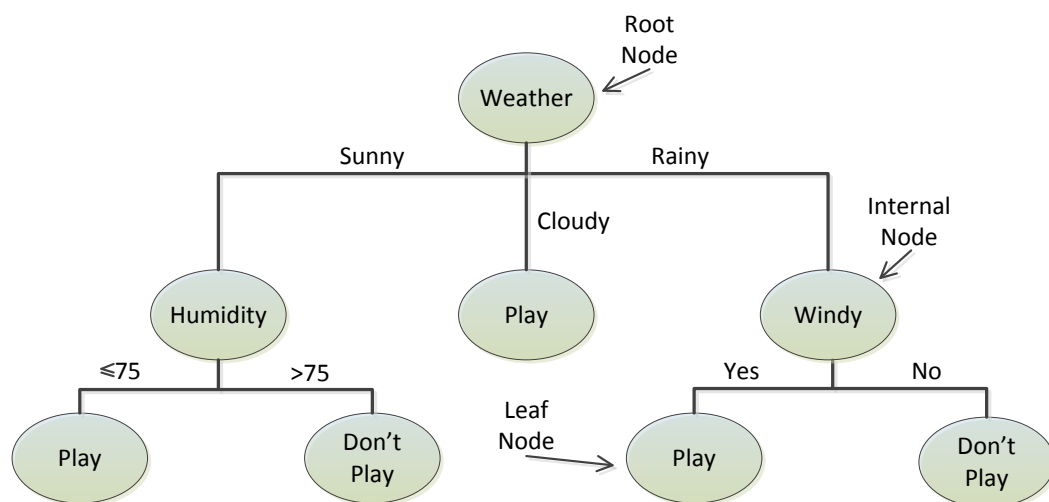 Root
Node
Weather
Sunny
Rainy
Cloudy
Internal
Node
Humidity
Play
Windy
≤75
>75
Yes
No
Leaf
Node
Play
Don't
Play
Play
Don't
Play